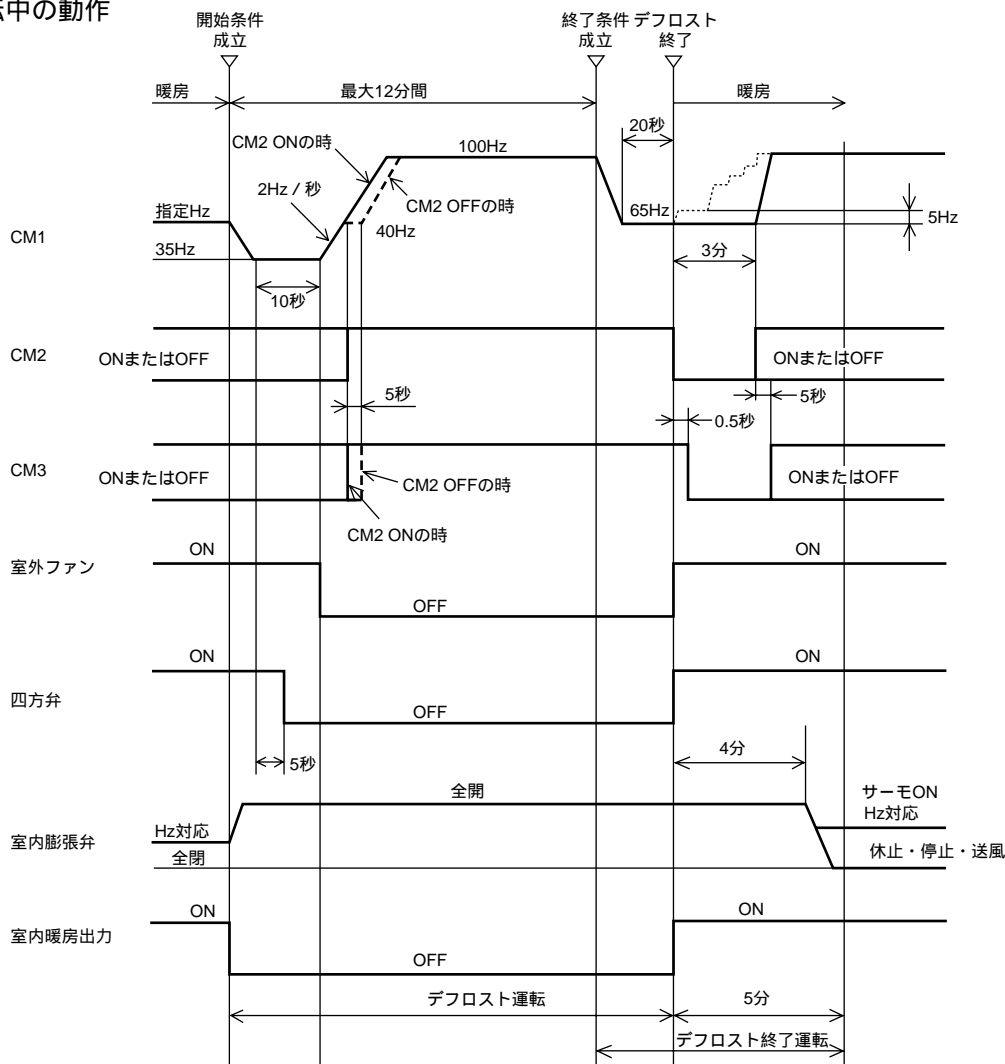 転中の動作
開始条件
成立
終了条件
成立
デフロスト
終了
暖房
最大12分間
暖房
20秒
CM2 ONの時
100Hz
2Hz / 秒
CM2 OFFの時
指定Hz
65Hz
5Hz
CM1
40Hz
35Hz
3分
10秒
CM2
ONまたはOFF
ONまたはOFF
5秒
5秒
0.5秒
CM3
ONまたはOFF
ONまたはOFF
CM2 OFFの時
CM2 ONの時
ON
ON
室外ファン
OFF
ON
ON
四方弁
OFF
4分
5秒
全開
サーモON
Hz対応
Hz対応
室内膨張弁
全閉
休止・停止・送風
ON
ON
室内暖房出力
OFF
デフロスト運転
5分
デフロスト終了運転